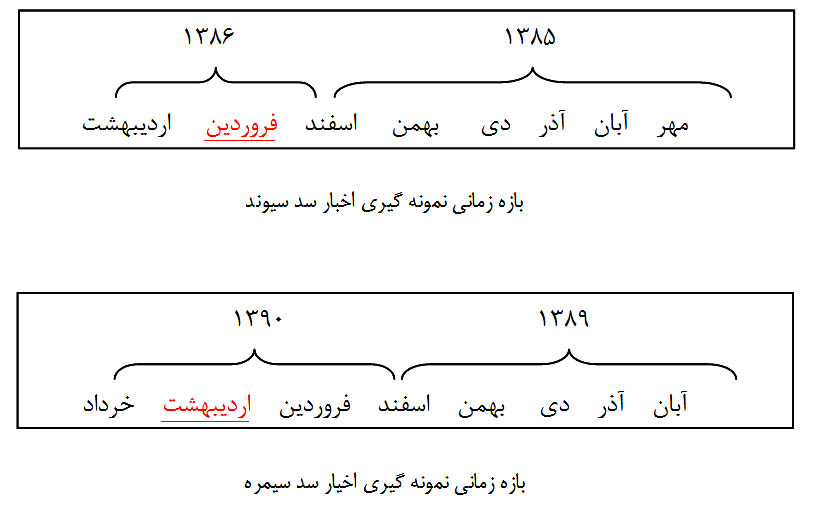 ۱۳۸۵ ۱۳۸۶
مهر آبان آذر دی بهمن اسفند فروردین اردیبهشت
بازه زمانی نمونه گیری اخبار سد سیوند
۱۳۸۹ ۱۳۹۰
آبان آذر دی بهمن اسفند فروردین اردیبهشت خرداد
بازه زمانی نمونه گیری اخیار سد سیمره